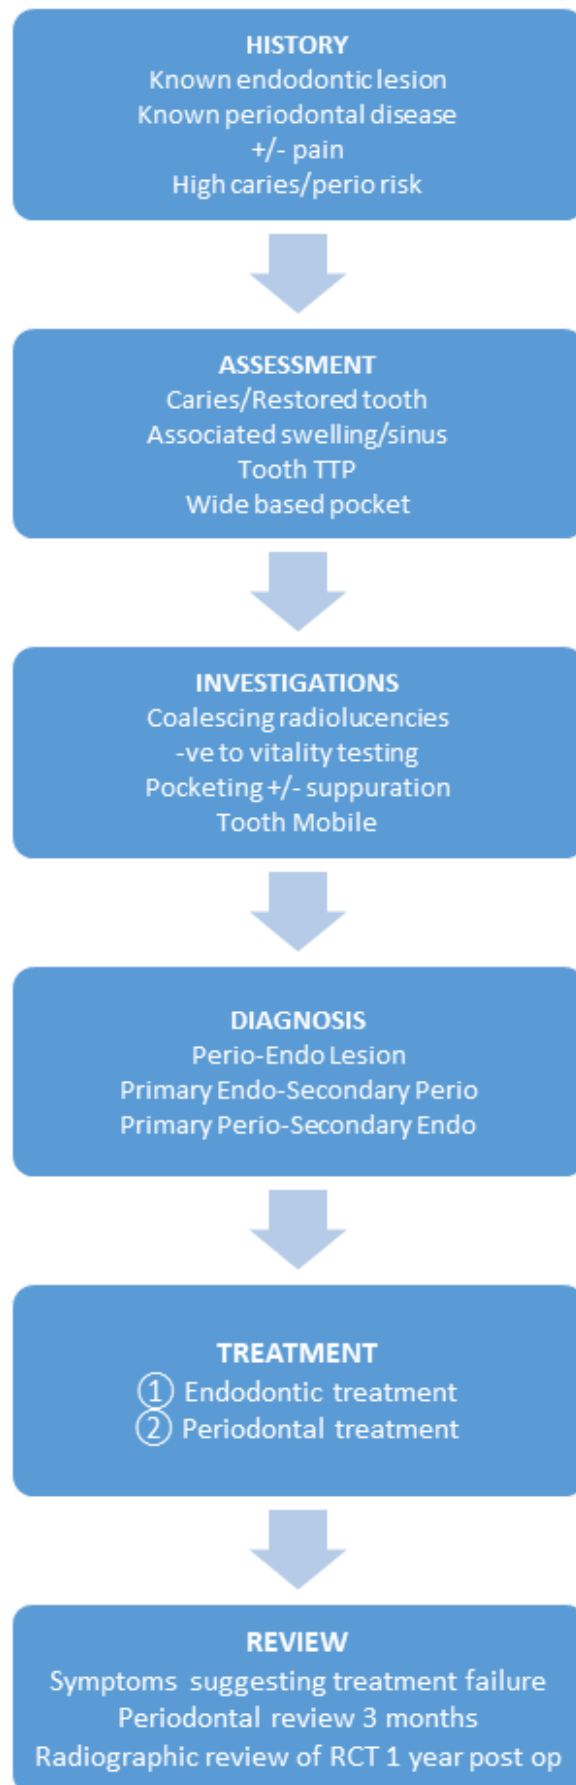 HISTORY
Known endodontic lesion
Known periodontal disease
+/- pain
High caries/perio risk
ASSESSMENT
Caries/Restored tooth
Associated swelling/sinus
Tooth TTP
Wide based pocket
INVESTIGATIONS
Coalescing radiolucencies
-ve to vitality testing
Pocketing +/- suppuration
Tooth Mobile
DIAGNOSIS
Perio-Endo Lesion
Primary Endo-Secondary Perio
Primary Perio-Secondary Endo
TREATMENT
① Endodontic treatment
② Periodontal treatment
REVIEW
Symptoms suggesting treatment failure
Periodontal review 3 months
Radiographic review of RCT 1 year post op